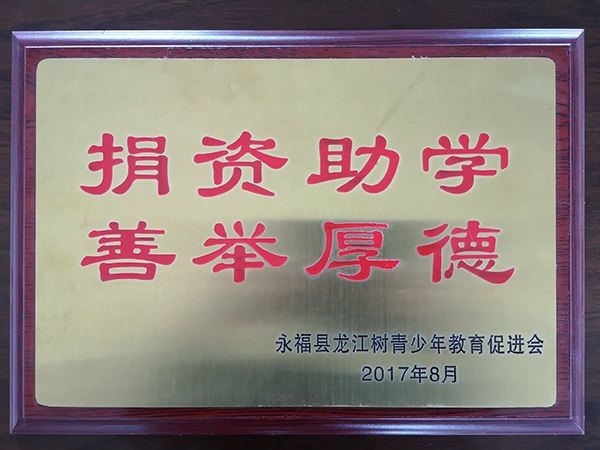 捐资助学
善举厚德
永福县龙江树青少年教育促进会
2017年8月